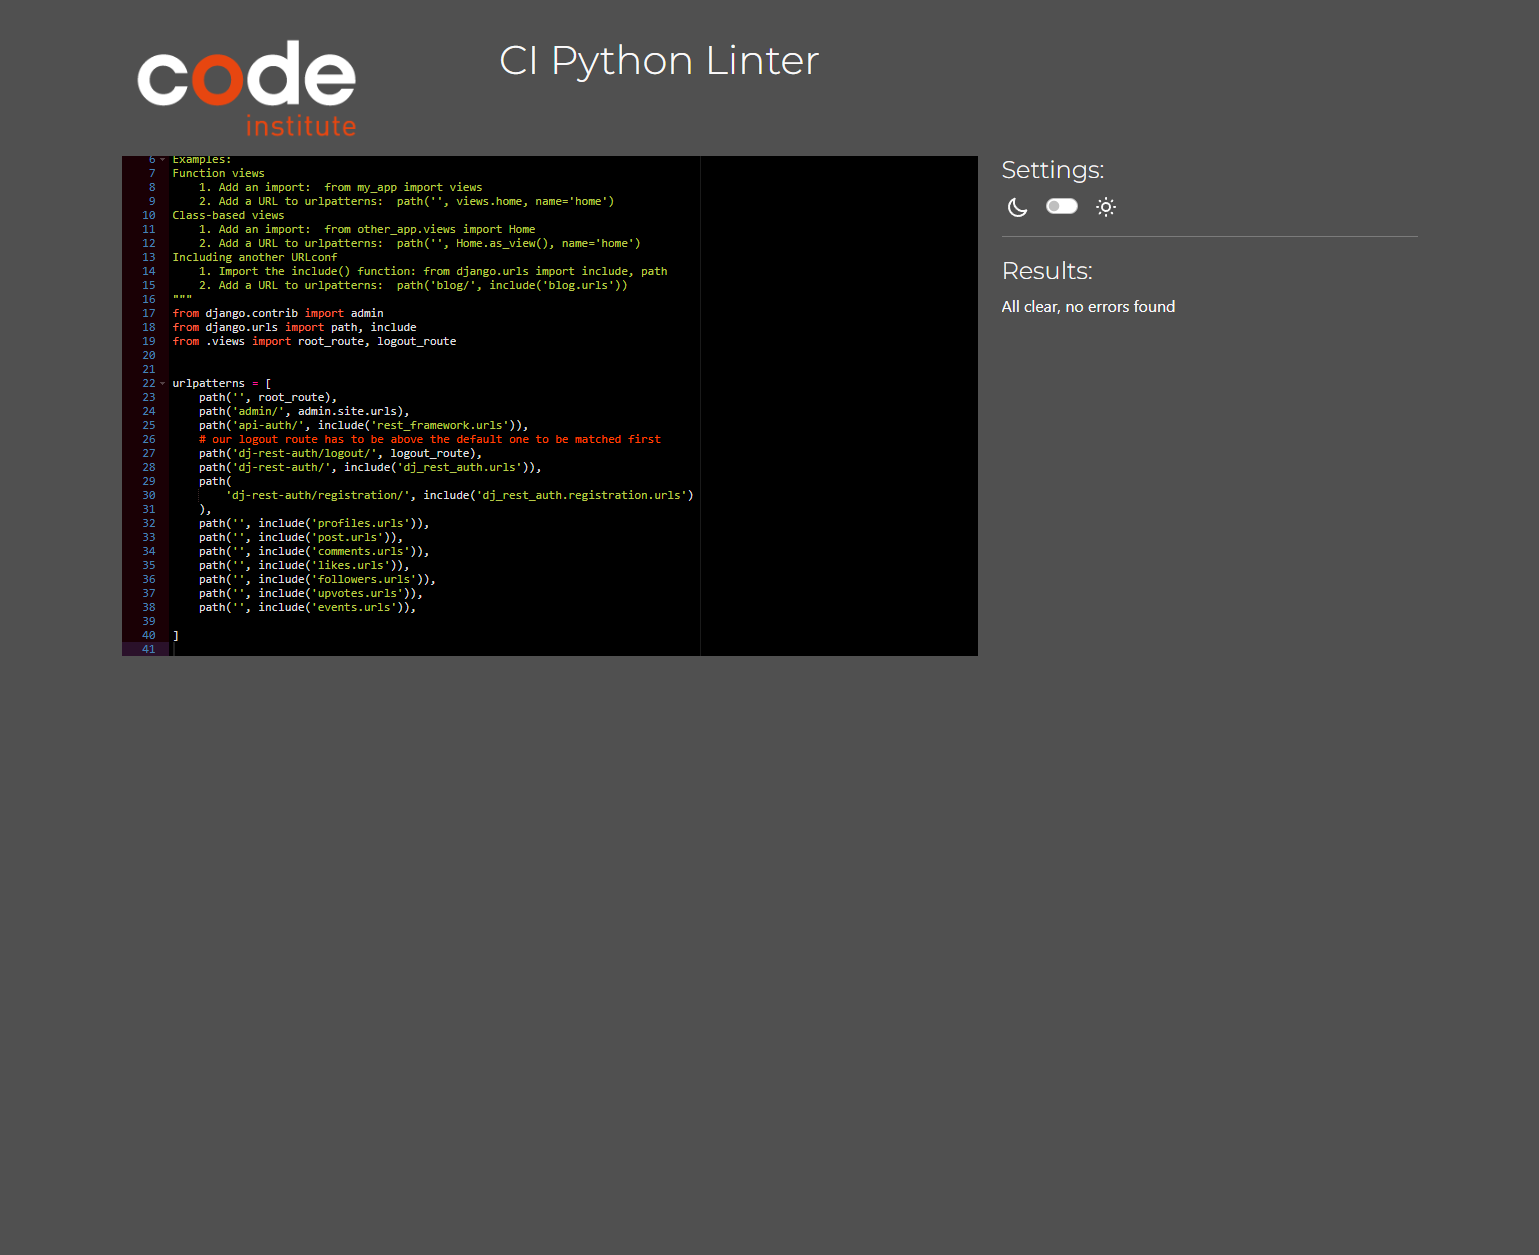 code
institute
CI Python Linter
6 Examples:
7 Function views
8     1. Add an import:  from my_app import views
9     2. Add a URL to urlpatterns:  path('', views.home, name='home')
10 Class-based views
11     1. Add an import:  from other_app.views import Home
12     2. Add a URL to urlpatterns:  path('', Home.as_view(), name='home')
13 Including another URLconf
14     1. Import the include() function: from django.urls import include, path
15     2. Add a URL to urlpatterns:  path('blog/', include('blog.urls'))
16 """
17 from django.contrib import admin
18 from django.urls import path, include
19 from .views import root_route, logout_route
20
21
22 urlpatterns = [
23     path('', root_route),
24     path('admin/', admin.site.urls),
25     path('api-auth/', include('rest_framework.urls')),
26     # our logout route has to be above the default one to be matched first
27     path('dj-rest-auth/logout/', logout_route),
28     path('dj-rest-auth/', include('dj_rest_auth.urls')),
29     path(
30         'dj-rest-auth/registration/', include('dj_rest_auth.registration.urls')
31     ),
32     path('', include('profiles.urls')),
33     path('', include('post.urls')),
34     path('', include('comments.urls')),
35     path('', include('likes.urls')),
36     path('', include('followers.urls')),
37     path('', include('upvotes.urls')),
38     path('', include('events.urls')),
39
40 ]
41
Settings:
Results:
All clear, no errors found